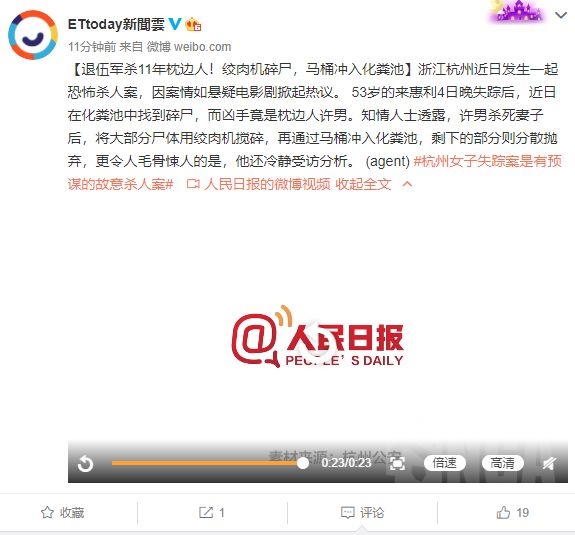 ETtoday新聞雲
11分钟前 来自 微博 weibo.com
【退伍军杀11年枕边人！绞肉机碎尸，马桶冲入化粪池】浙江杭州近日发生一起
恐怖杀人案，因案情如悬疑电影剧掀起热议。 53岁的来惠利4日晚失踪后，近日
在化粪池中找到碎尸，而凶手竟是枕边人许男。知情人士透露，许男杀死妻子
后，将大部分尸体用绞肉机搅碎，再通过马桶冲入化粪池，剩下的部分则分散抛
弃，更令人毛骨悚人的是，他还冷静受访分析。 (agent) #杭州女子失踪案是有预
谋的故意杀人案# 人民日报的微博视频 收起全文
@人民日报
PEOPLE'S DAILY
素材来源：杭州公安
0:23/0:23 倍速 高清
收藏 1 评论 19